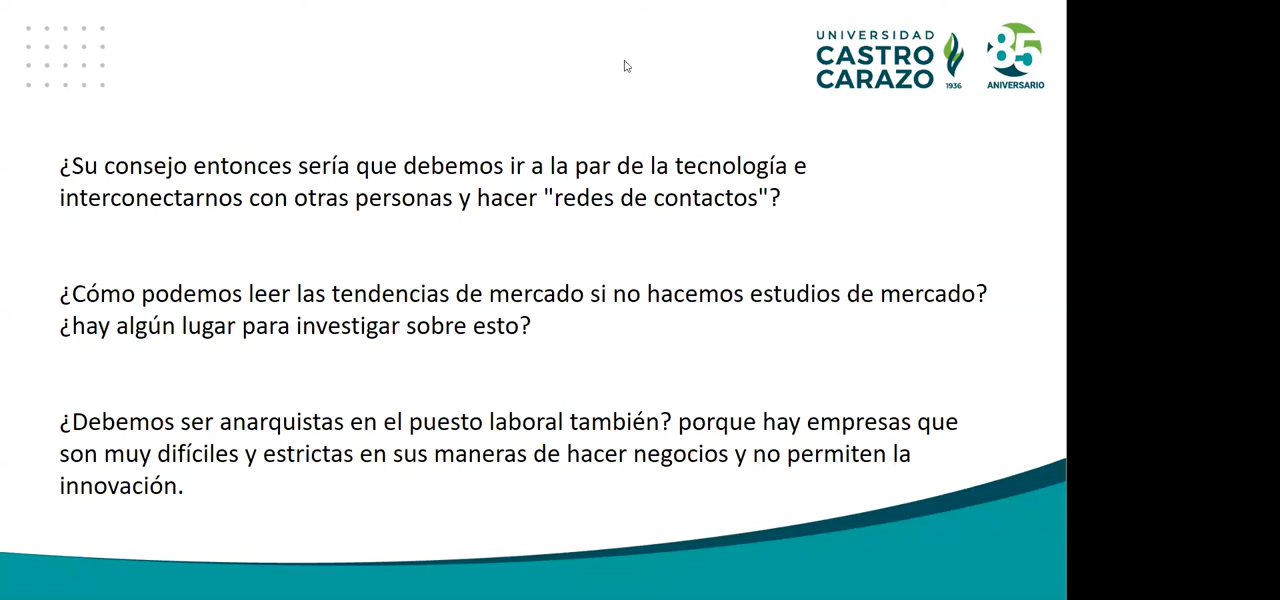 UNIVERSIDAD
CASTRO
CARAZO
1936
85
ANIVERSARIO
¿Su consejo entonces sería que debemos ir a la par de la tecnología e
interconectarnos con otras personas y hacer "redes de contactos"?
¿Cómo podemos leer las tendencias de mercado si no hacemos estudios de mercado?
¿hay algún lugar para investigar sobre esto?
¿Debemos ser anarquistas en el puesto laboral también? porque hay empresas que
son muy difíciles y estrictas en sus maneras de hacer negocios y no permiten la
innovación.